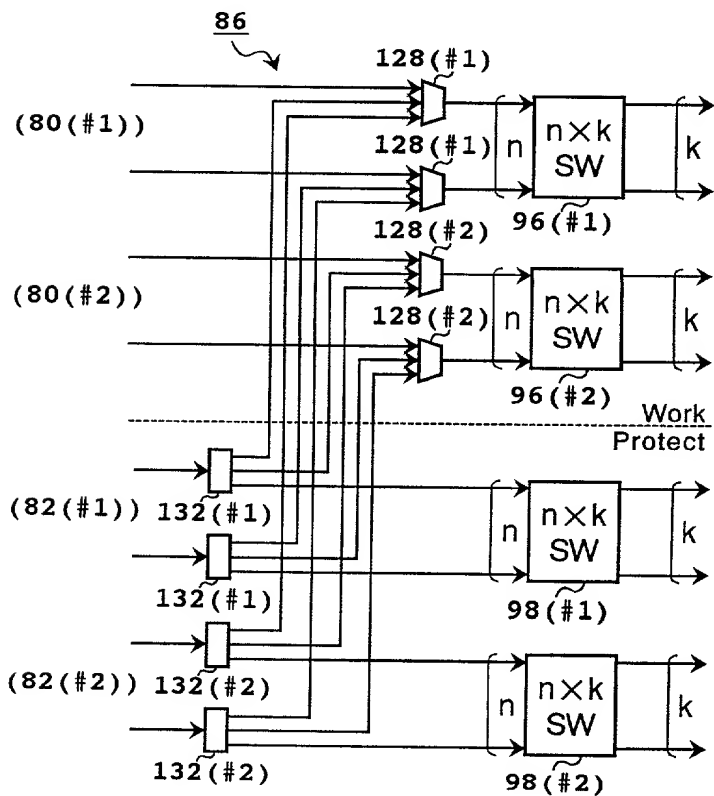 86
128(#1)
(80(#1))
n
n×k
SW
k
128(#1)
96(#1)
128(#2)
(80(#2))
n
n×k
SW
k
128(#2)
96(#2)
Work
Protect
(82(#1))
132(#1)
n
n×k
SW
k
132(#1)
98(#1)
(82(#2))
132(#2)
n
n×k
SW
k
132(#2)
98(#2)